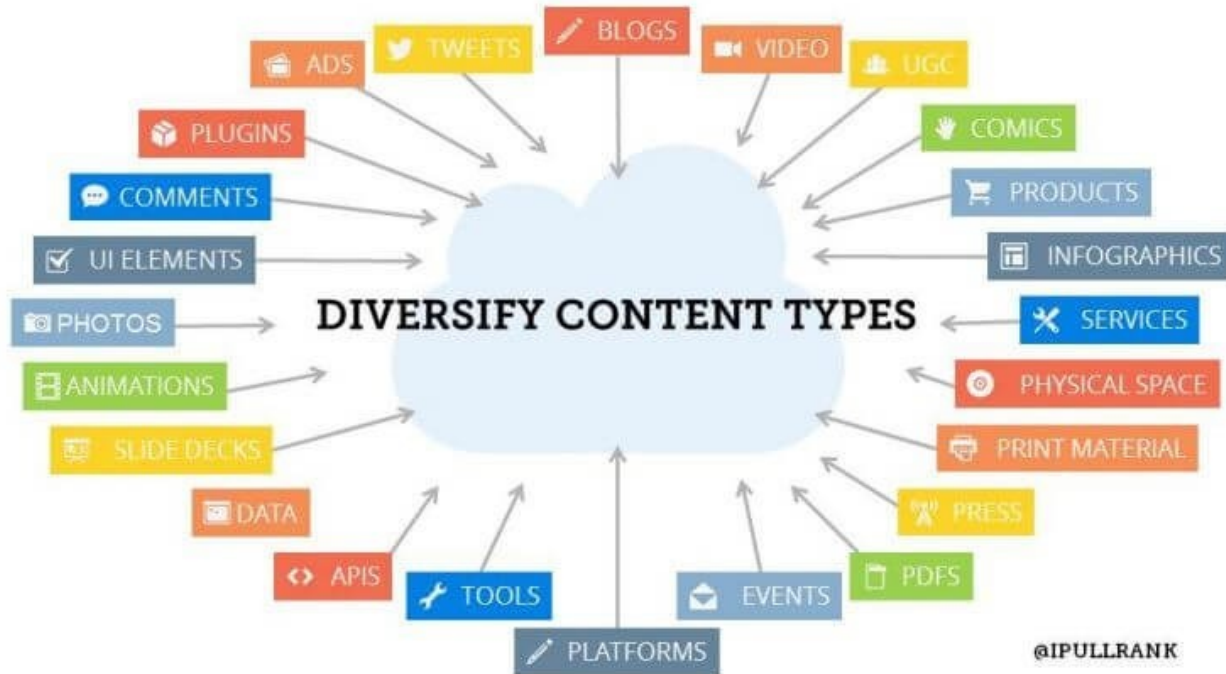 BLOGS
TWEETS
VIDEO
ADS
UGC
PLUGINS
COMICS
COMMENTS
PRODUCTS
UI ELEMENTS
INFOGRAPHICS
DIVERSIFY CONTENT TYPES
PHOTOS
SERVICES
ANIMATIONS
PHYSICAL SPACE
SLIDE DECKS
PRINT MATERIAL
DATA
PRESS
APIS
PDFS
TOOLS
EVENTS
PLATFORMS
@IPULLRANK